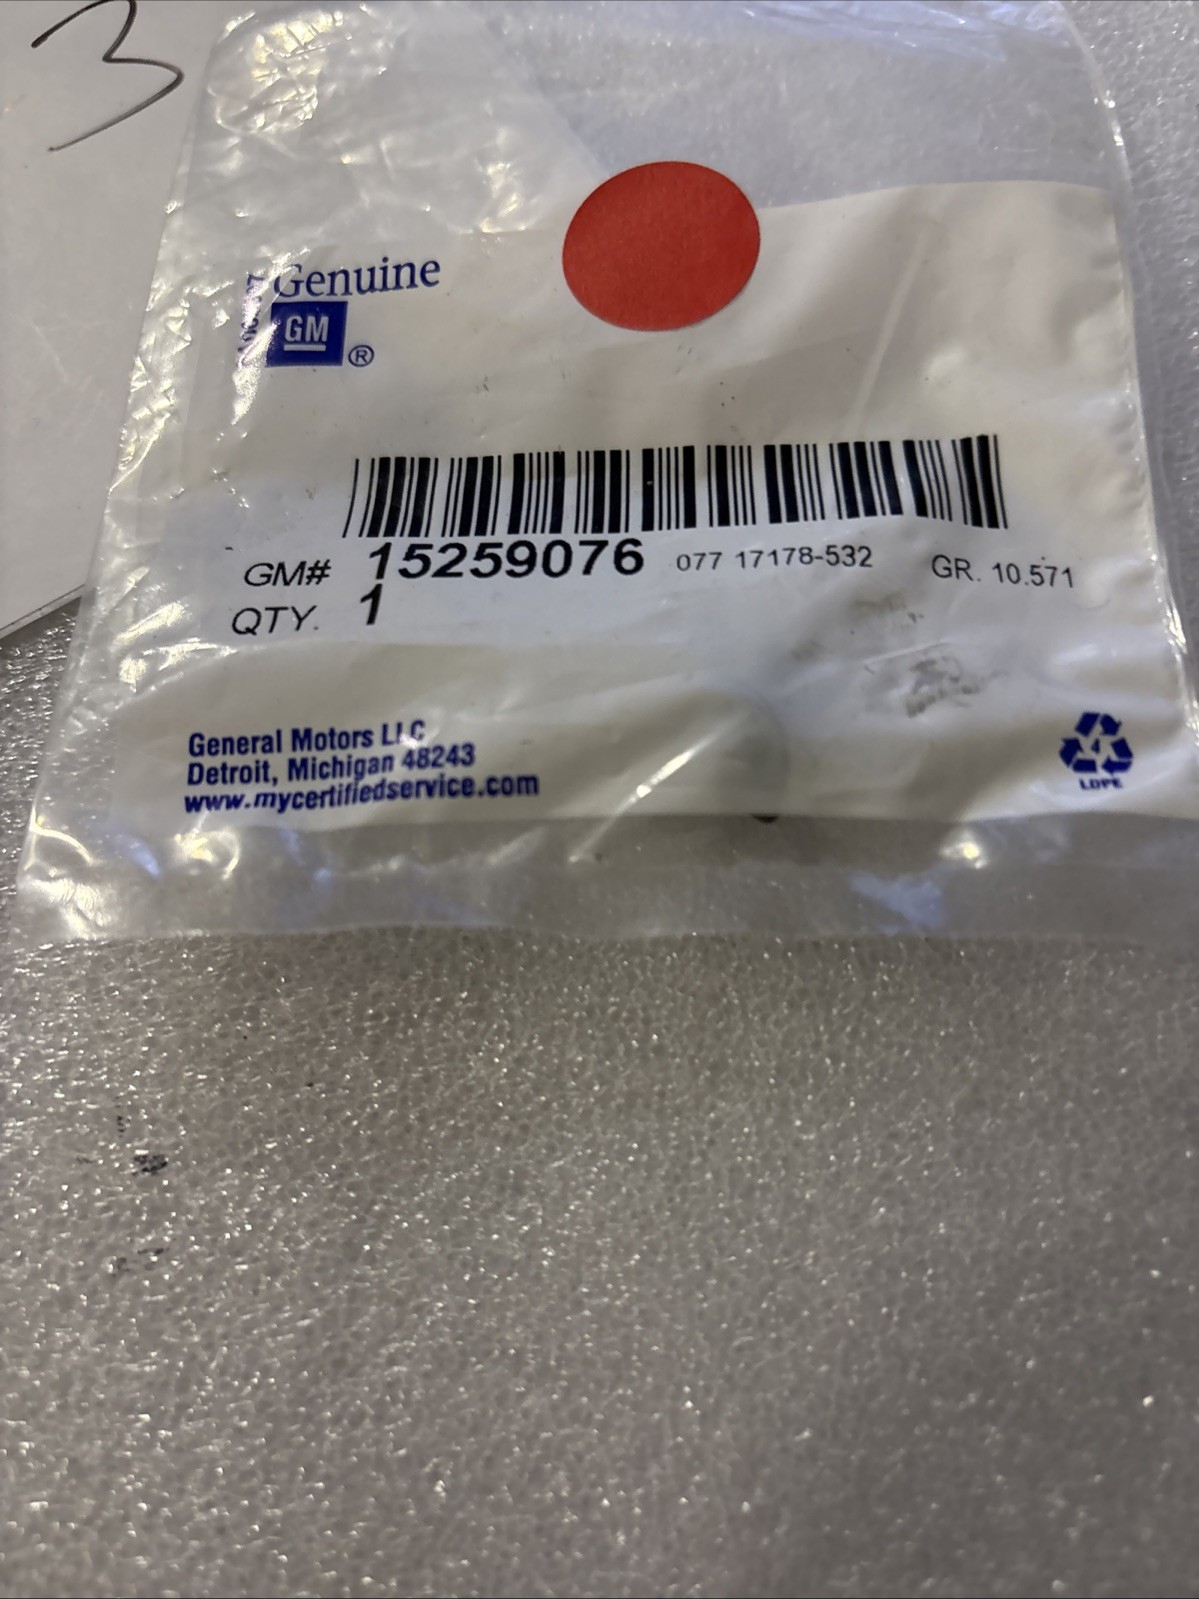 3
Genuine
GM ®
GM# 15259076 077 17178-532 GR. 10.571
QTY. 1
General Motors LLC
Detroit, Michigan 48243
www.mycertifiedservice.com
4
LDPE